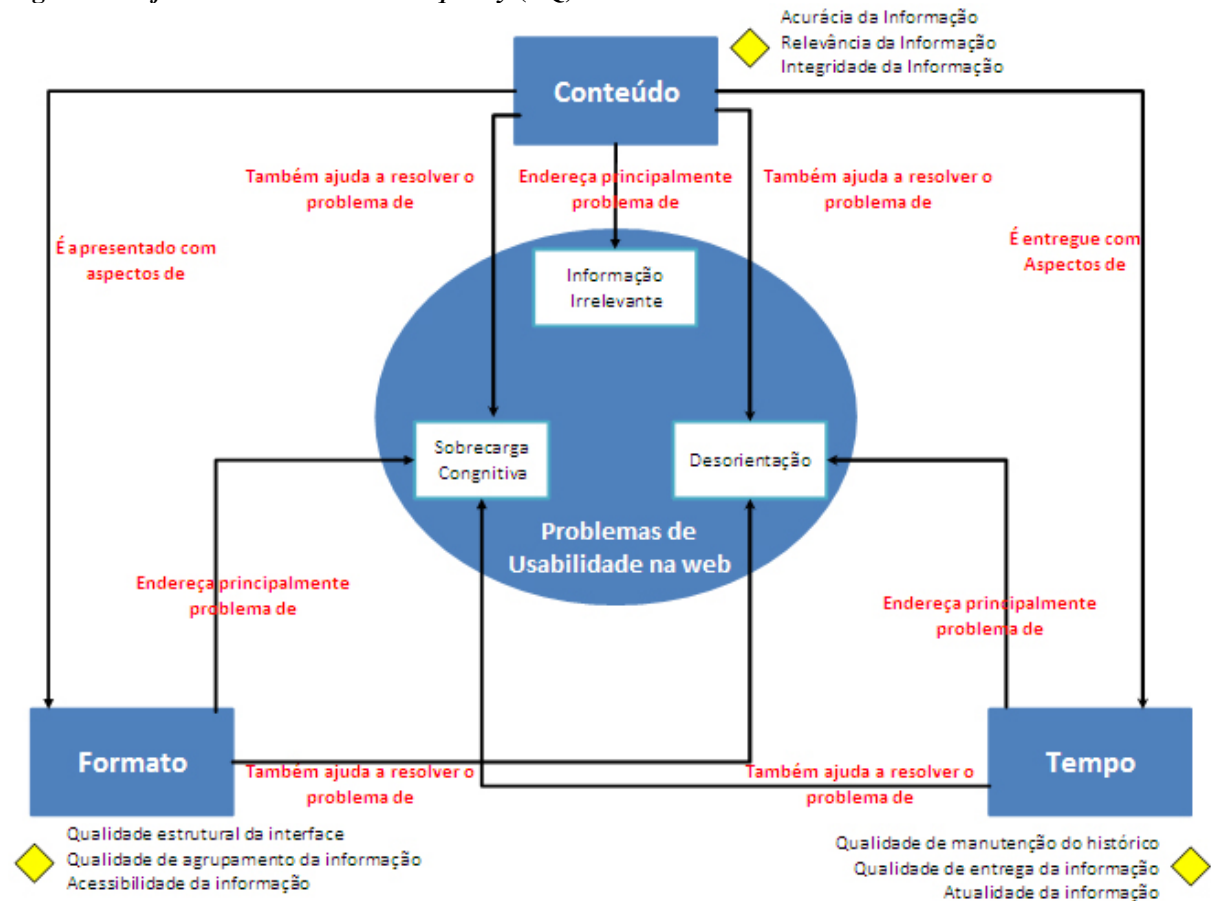 Acurácia da Informação
Relevância da Informação
Integridade da Informação
Conteúdo
Também ajuda a resolver o
problema de
Endereça principalmente
problema de
Também ajuda a resolver o
problema de
É apresentado com
aspectos de
É entregue com
Aspectos de
Informação
Irrelevante
Sobrecarga
Congnitiva
Desorientação
Problemas de
Usabilidade na web
Endereça principalmente
problema de
Endereça principalmente
problema de
Formato
Também ajuda a resolver o
problema de
Também ajuda a resolver o
problema de
Tempo
Qualidade estrutural da interface
Qualidade de agrupamento da informação
Acessibilidade da informação
Qualidade de manutenção do histórico
Qualidade de entrega da informação
Atualidade da informação